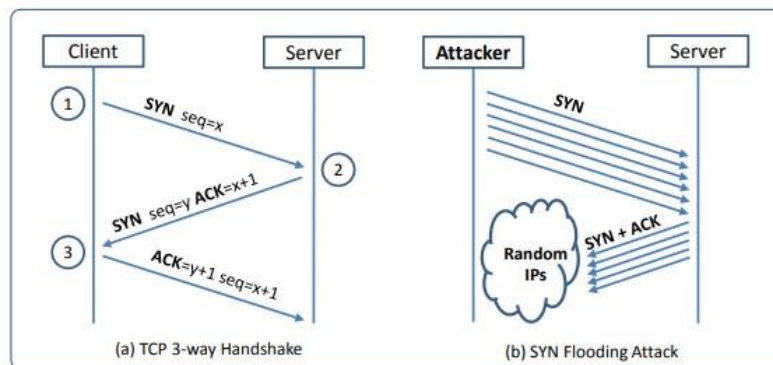 Client
Server
1
SYN seq=x
2
SYN seq=y ACK=x+1
3
ACK=y+1 seq=x+1
(a) TCP 3-way Handshake
Attacker
Server
SYN
SYN + ACK
Random
IPs
(b) SYN Flooding Attack